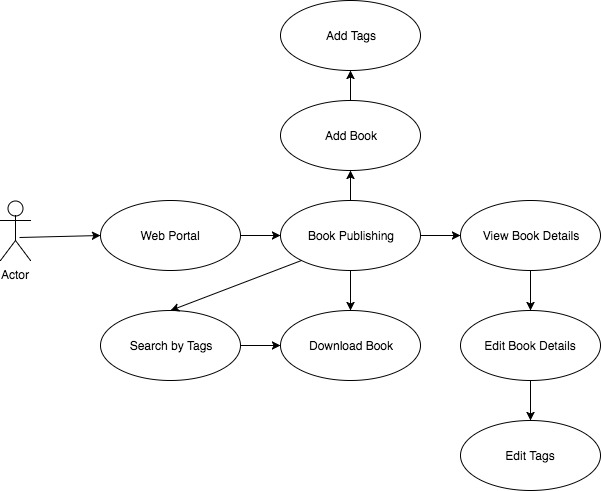 Add Tags
Add Book
Web Portal
Book Publishing
View Book Details
Actor
Search by Tags
Download Book
Edit Book Details
Edit Tags